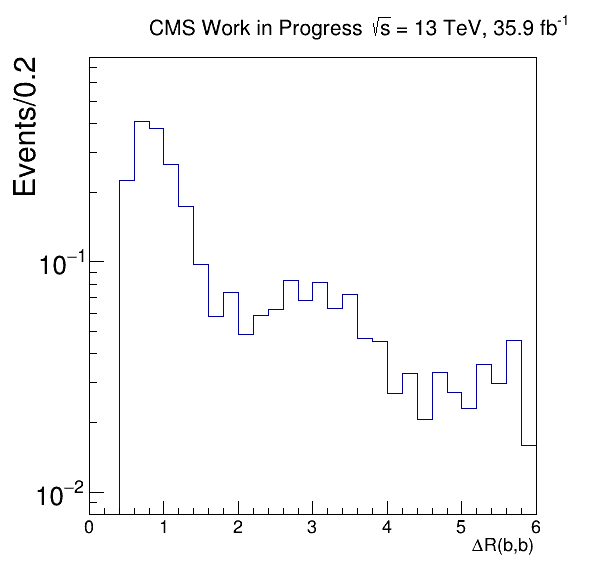 CMS Work in Progress √s = 13 TeV, 35.9 fb⁻¹
Events/0.2
10⁻¹
10⁻²
0 1 2 3 4 5 6
ΔR(b,b)